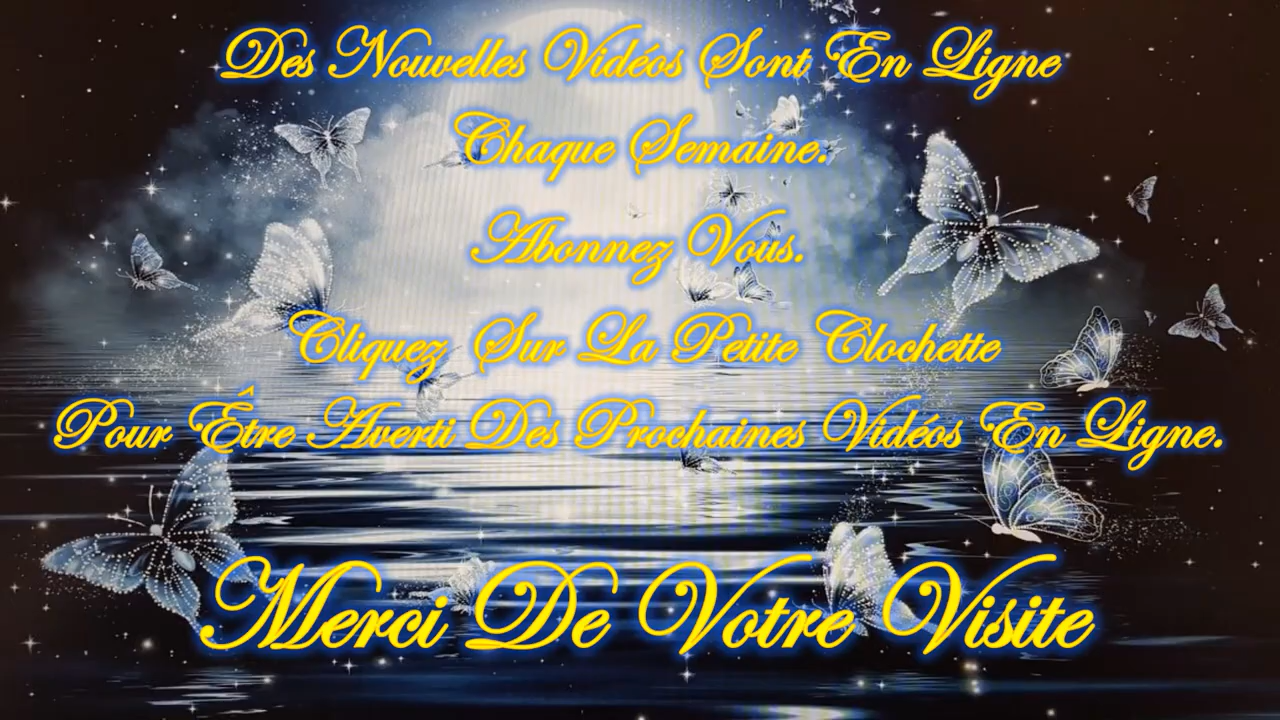 Des Nouvelles Vidéos Sont En Ligne
Chaque Semaine.
Abonnez Vous.
Cliquez Sur La Petite Clochette
Pour Être Averti Des Prochaines Vidéos En Ligne.
Merci De Votre Visite